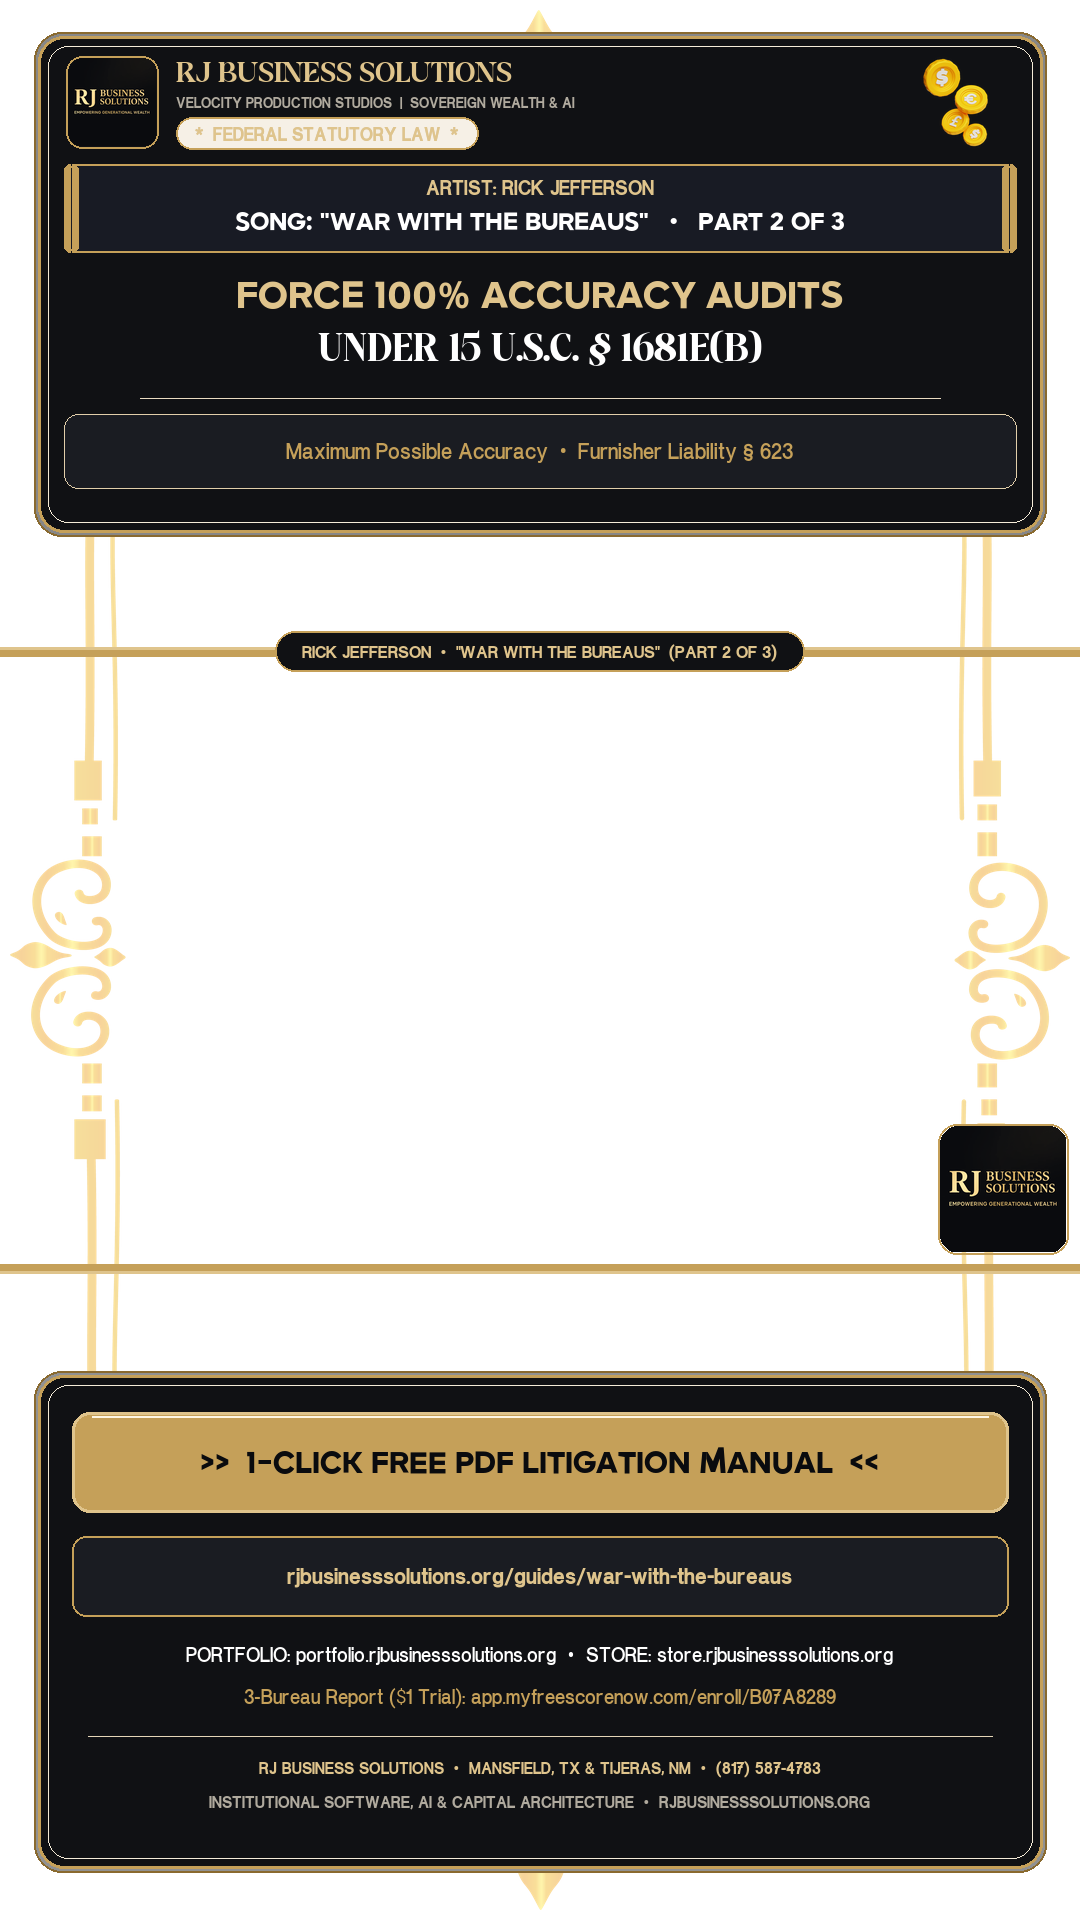 RJ BUSINESS SOLUTIONS
EMPOWERING GENERATIONAL WEALTH
RJ BUSINESS SOLUTIONS
VELOCITY PRODUCTION STUDIOS | SOVEREIGN WEALTH & AI
* FEDERAL STATUTORY LAW *
ARTIST: RICK JEFFERSON
SONG: "WAR WITH THE BUREAUS" • PART 2 OF 3
FORCE 100% ACCURACY AUDITS
UNDER 15 U.S.C. § 1681E(B)
Maximum Possible Accuracy • Furnisher Liability § 623
RICK JEFFERSON • "WAR WITH THE BUREAUS" (PART 2 OF 3)
RJ BUSINESS SOLUTIONS
EMPOWERING GENERATIONAL WEALTH
>> 1-CLICK FREE PDF LITIGATION MANUAL <<
rjbusinesssolutions.org/guides/war-with-the-bureaus
PORTFOLIO: portfolio.rjbusinesssolutions.org • STORE: store.rjbusinesssolutions.org
3-Bureau Report ($1 Trial): app.myfreescorenow.com/enroll/B07A8289
RJ BUSINESS SOLUTIONS • MANSFIELD, TX & TIJERAS, NM • (817) 587-4783
INSTITUTIONAL SOFTWARE, AI & CAPITAL ARCHITECTURE • RJBUSINESSSOLUTIONS.ORG